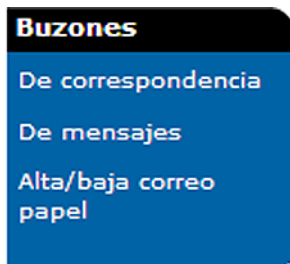 Buzones
De correspondencia
De mensajes
Alta/baja correo
papel